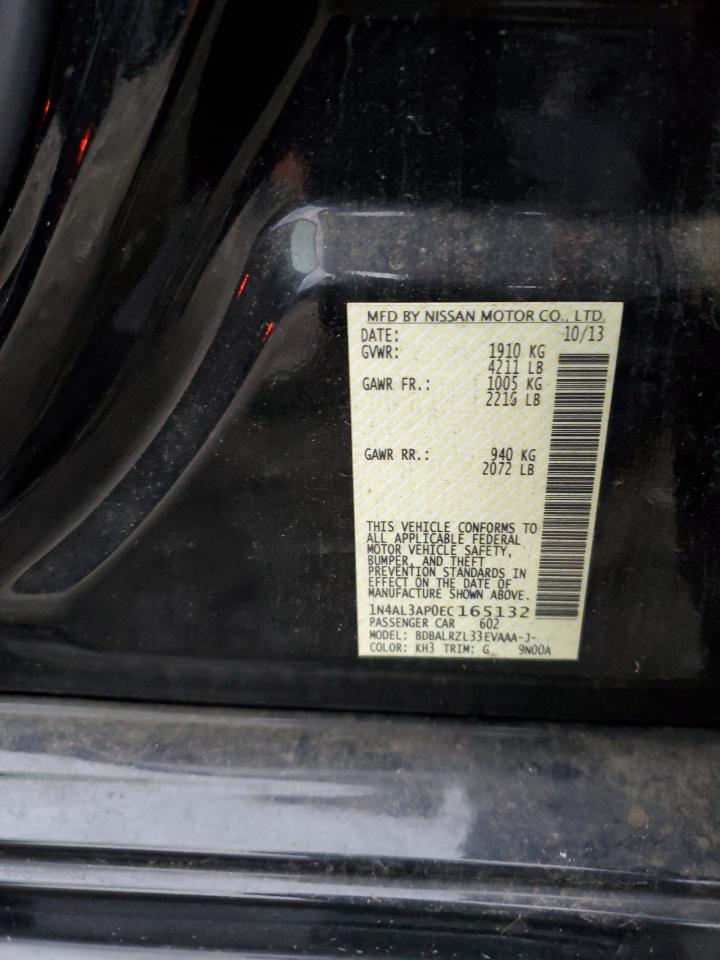 MFD BY NISSAN MOTOR CO., LTD.
DATE: 10/13
GVWR: 1910 KG
4211 LB
GAWR FR.: 1005 KG
2216 LB
GAWR RR.: 940 KG
2072 LB
THIS VEHICLE CONFORMS TO
ALL APPLICABLE FEDERAL
MOTOR VEHICLE SAFETY,
BUMPER, AND THEFT
PREVENTION STANDARDS IN
EFFECT ON THE DATE OF
MANUFACTURE SHOWN ABOVE.
1N4AL3AP0EC165132
PASSENGER CAR 602
MODEL: BDBALRZL33EVAAA-J-
COLOR: KH3 TRIM: G 9N00A